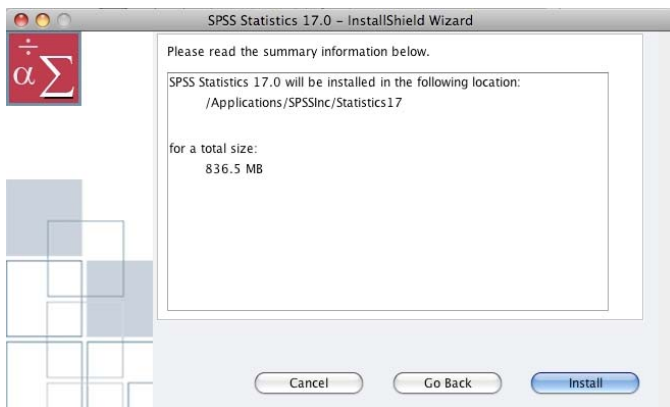 SPSS Statistics 17.0 – InstallShield Wizard
÷
α∑
Please read the summary information below.
SPSS Statistics 17.0 will be installed in the following location:
/Applications/SPSSInc/Statistics17
for a total size:
836.5 MB
Cancel
Go Back
Install